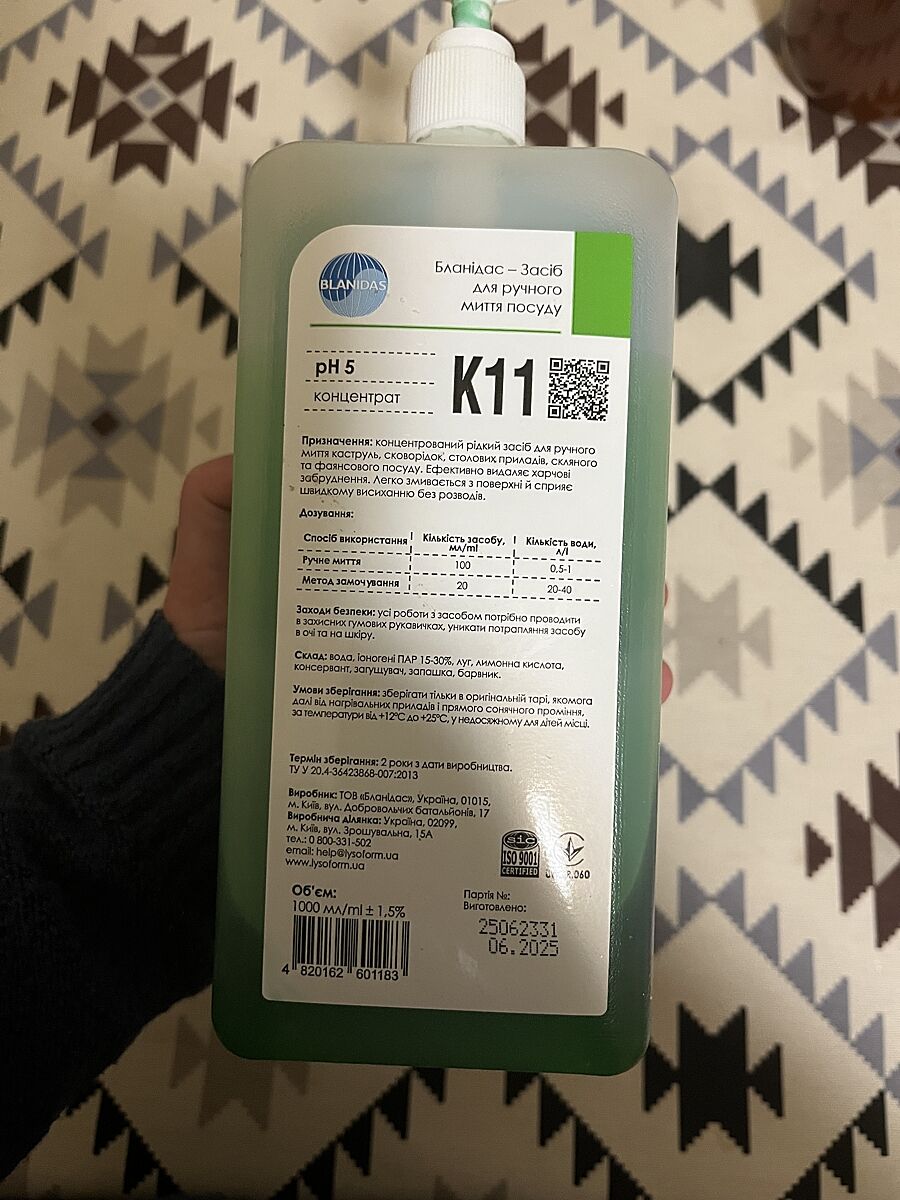 BLANIDAS
Бланідас – Засіб
для ручного
миття посуду
pH 5
концентрат
K11
Призначення: концентрований рідкий засіб для ручного
миття каструль, сковорідок, столових приладів, скляного
та фаянсового посуду. Ефективно видаляє харчові
забруднення. Легко змивається з поверхні й сприяє
швидкому висиханню без розводів.
Дозування:
Спосіб використання Кількість засобу, мл/ml Кількість води, л/l
Ручне миття 100 0,5-1
Метод замочування 20 20-40
Заходи безпеки: усі роботи з засобом потрібно проводити
в захисних гумових рукавичках, уникати потрапляння засобу
в очі та на шкіру.
Склад: вода, іоногені ПАР 15-30%, луг, лимонна кислота,
консервант, загущувач, запашка, барвник.
Умови зберігання: зберігати тільки в оригінальній тарі, якомога
далі від нагрівальних приладів і прямого сонячного проміння,
за температури від +12°C до +25°C, у недосяжному для дітей місці.
Термін зберігання: 2 роки з дати виробництва.
ТУ У 20.4-36423868-007:2013
Виробник: ТОВ «Бланідас», Україна, 01015,
м. Київ, вул. Добровольчих батальйонів, 17
Виробнича ділянка: Україна, 02099,
м. Київ, вул. Зрошувальна, 15А
тел.: 0 800-331-502
email: help@lysoform.ua
www.lysoform.ua
sic
ISO 9001
CERTIFIED
Об'єм:
1000 мл/ml ± 1,5%
Партія №:
Виготовлено:
25062331
06.2025
4 820162 601183